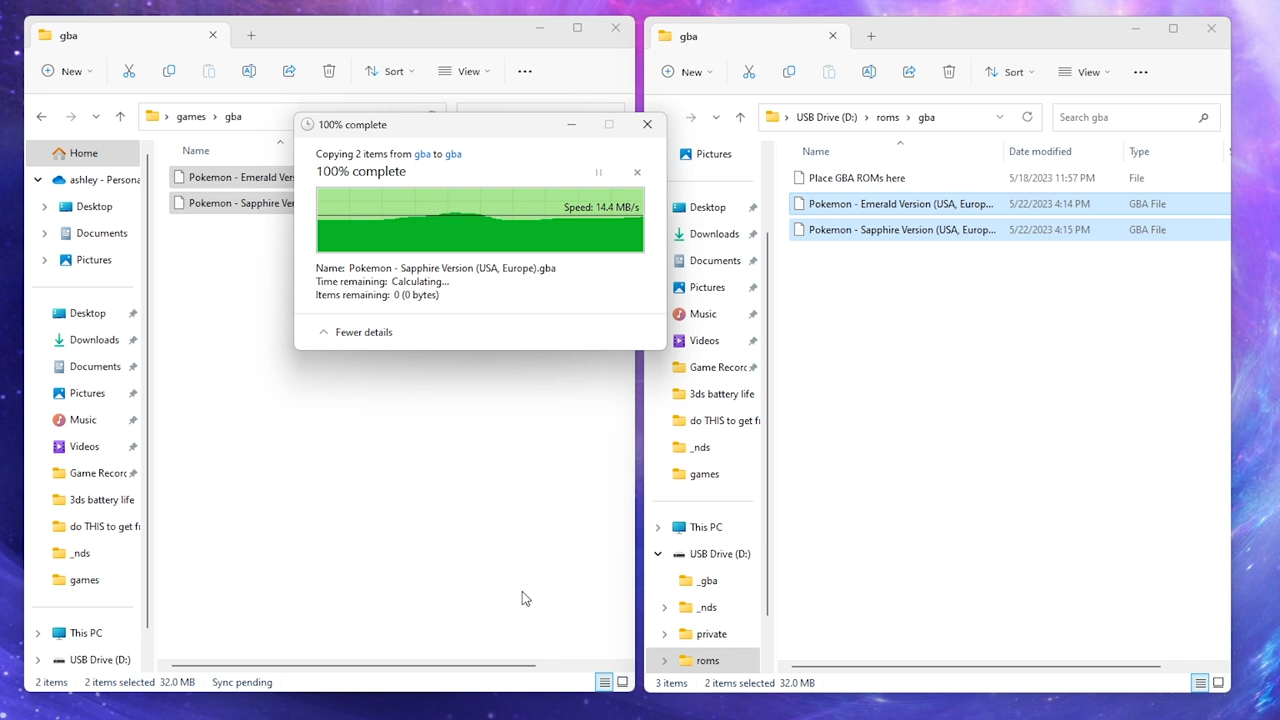 gba
New
Sort
View
games > gba
Home
Name
ashley - Persona
Desktop
Documents
Pictures
Desktop
Downloads
Documents
Pictures
Music
Videos
Game Recorc
3ds battery life
do THIS to get fr
_nds
games
This PC
USB Drive (D:)
Pokemon - Emerald Ver
Pokemon - Sapphire Ve
2 items
2 items selected 32.0 MB
Sync pending
100% complete
Copying 2 items from gba to gba
100% complete
Speed: 14.4 MB/s
Name: Pokemon - Sapphire Version (USA, Europe).gba
Time remaining: Calculating...
Items remaining: 0 (0 bytes)
Fewer details
gba
New
Sort
View
USB Drive (D:) > roms > gba
Search gba
Pictures
Desktop
Downloads
Documents
Pictures
Music
Videos
Game Recorc
3ds battery life
do THIS to get f
_nds
games
This PC
USB Drive (D:)
_gba
_nds
private
roms
Name Date modified Type
Place GBA ROMs here 5/18/2023 11:57 PM File
Pokemon - Emerald Version (USA, Europ... 5/22/2023 4:14 PM GBA File
Pokemon - Sapphire Version (USA, Europ... 5/22/2023 4:15 PM GBA File
3 items
2 items selected 32.0 MB